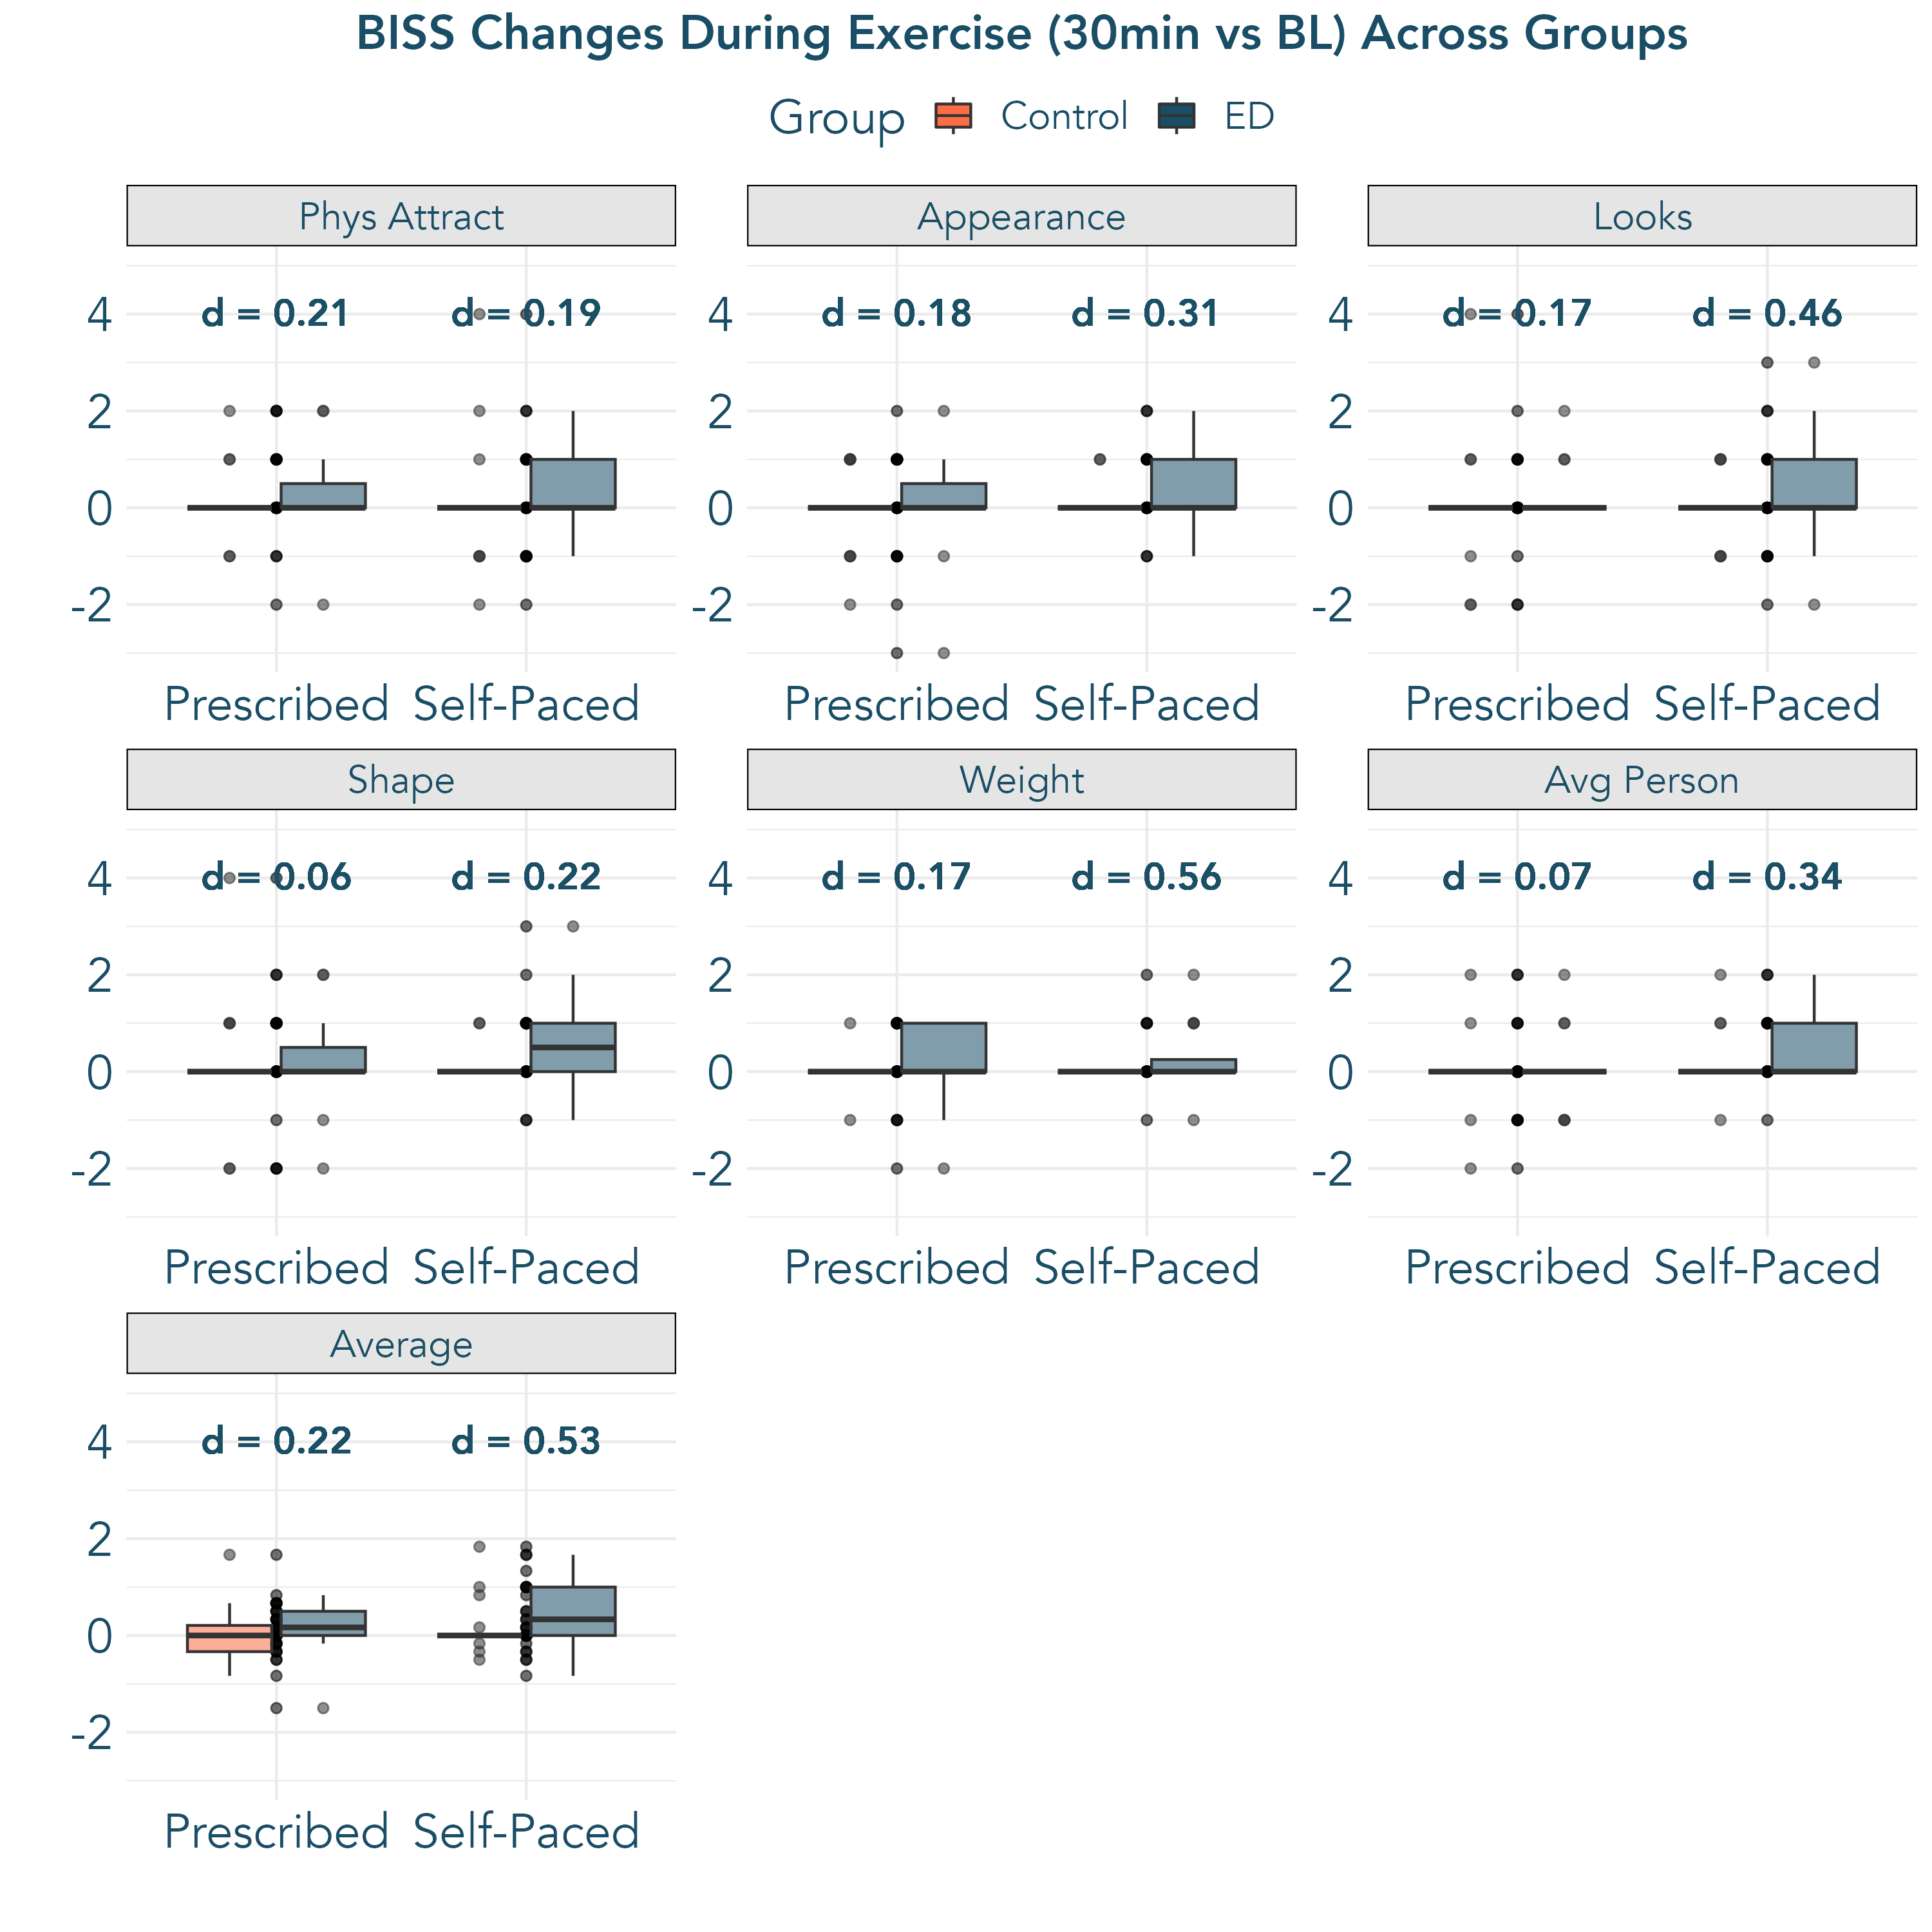 BISS Changes During Exercise (30min vs BL) Across Groups
Group Control ED
Phys Attract Appearance Looks
d = 0.21 d = 0.19 d = 0.18 d = 0.31 d = 0.17 d = 0.46
4 4 4
2 2 2
0 0 0
-2 -2 -2
Prescribed Self-Paced Prescribed Self-Paced Prescribed Self-Paced
Shape Weight Avg Person
d = 0.06 d = 0.22 d = 0.17 d = 0.56 d = 0.07 d = 0.34
4 4 4
2 2 2
0 0 0
-2 -2 -2
Prescribed Self-Paced Prescribed Self-Paced Prescribed Self-Paced
Average
d = 0.22 d = 0.53
4
2
0
-2
Prescribed Self-Paced